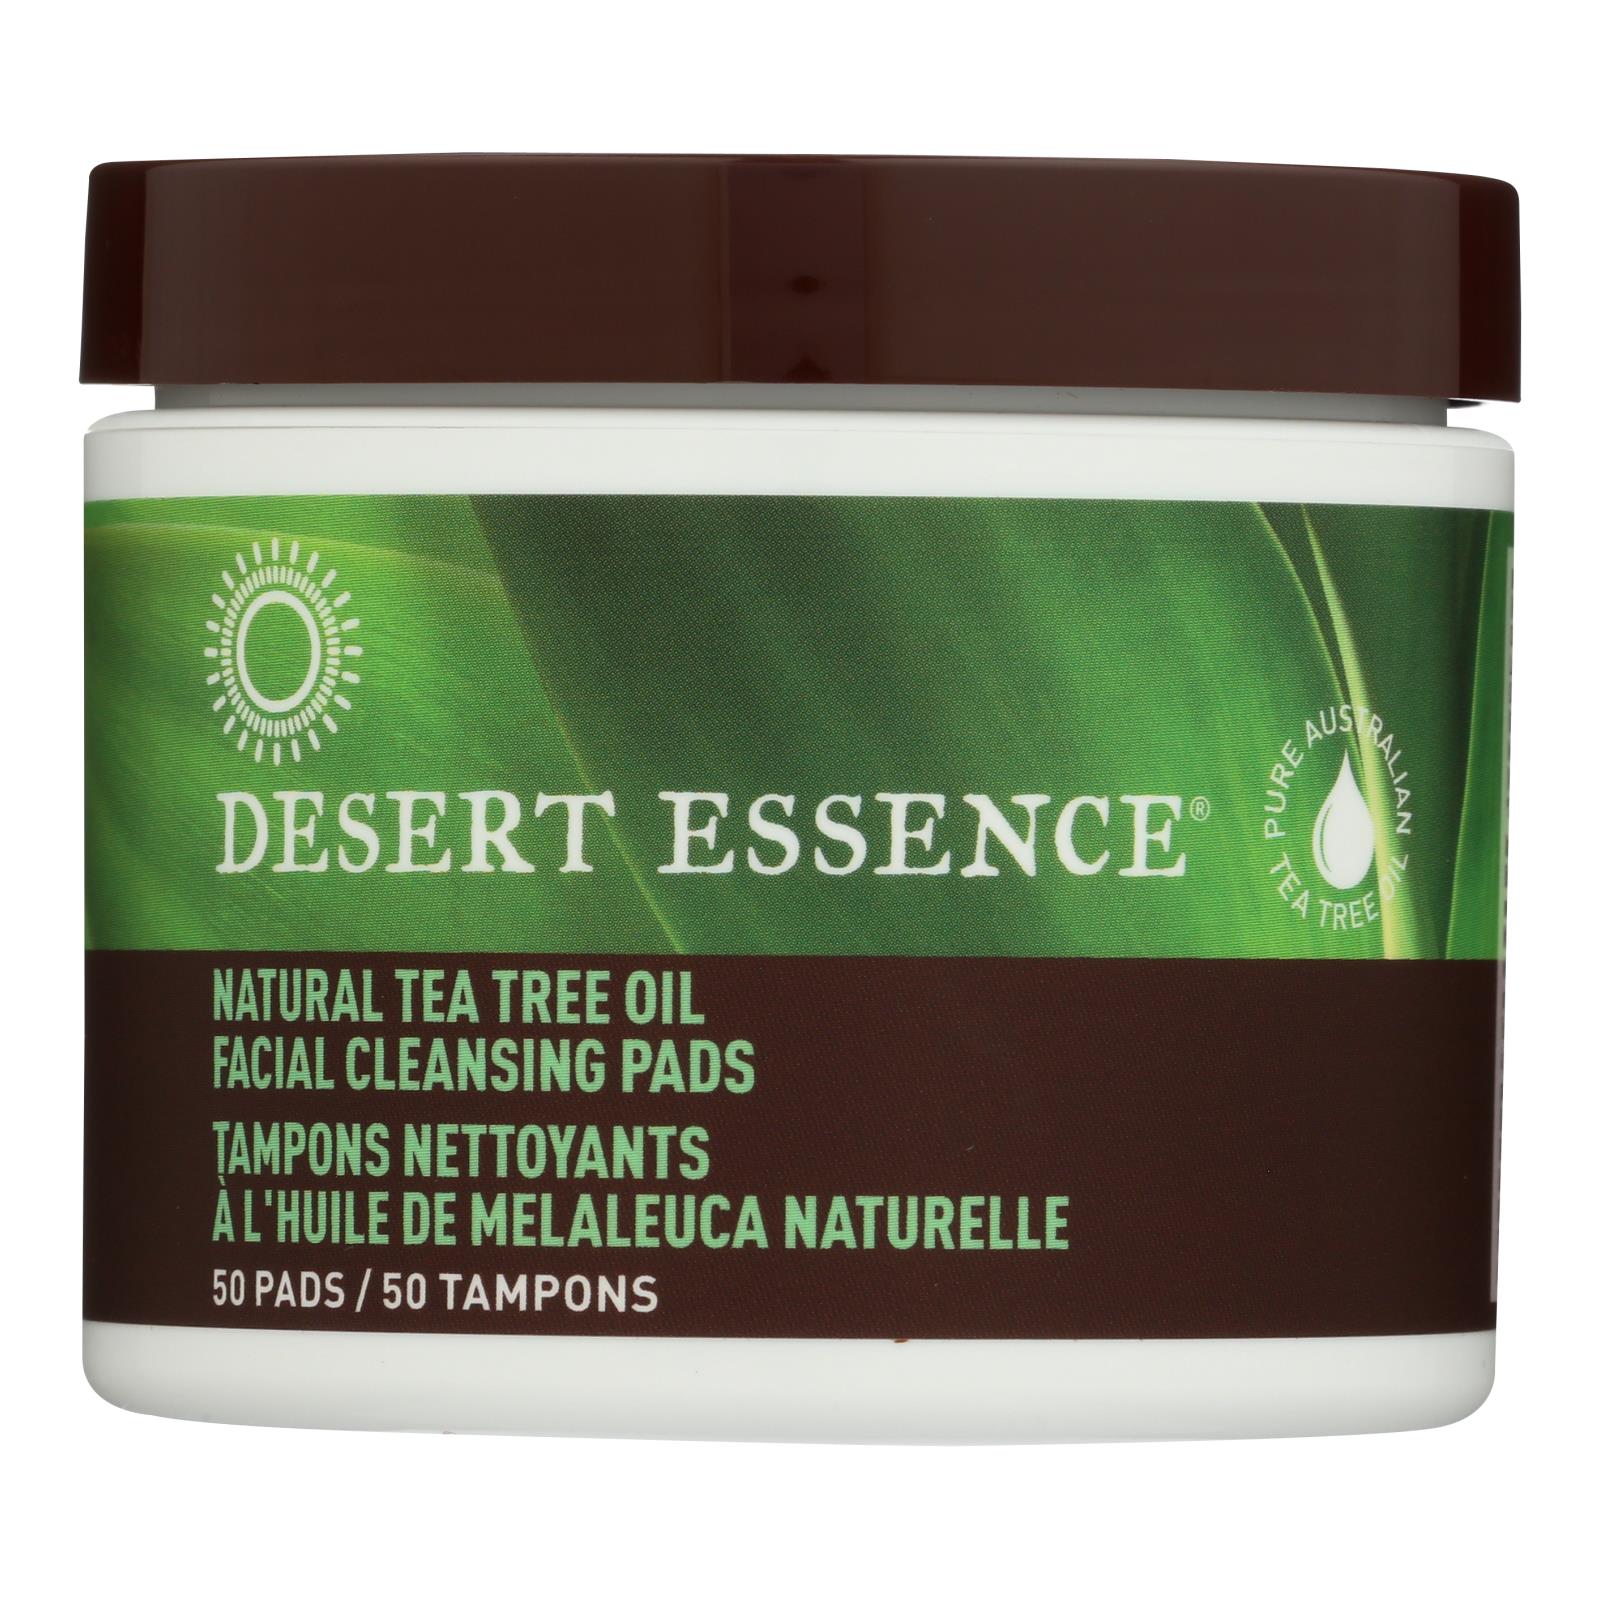 DESERT ESSENCE®
PURE AUSTRALIAN
TEA TREE OIL
NATURAL TEA TREE OIL
FACIAL CLEANSING PADS
TAMPONS NETTOYANTS
À L'HUILE DE MELALEUCA NATURELLE
50 PADS / 50 TAMPONS